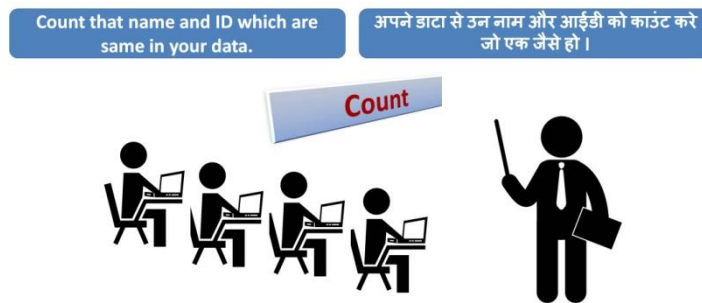 Count that name and ID which are
same in your data.
अपने डाटा से उन नाम और आईडी को काउंट करे
जो एक जैसे हो ।
Count